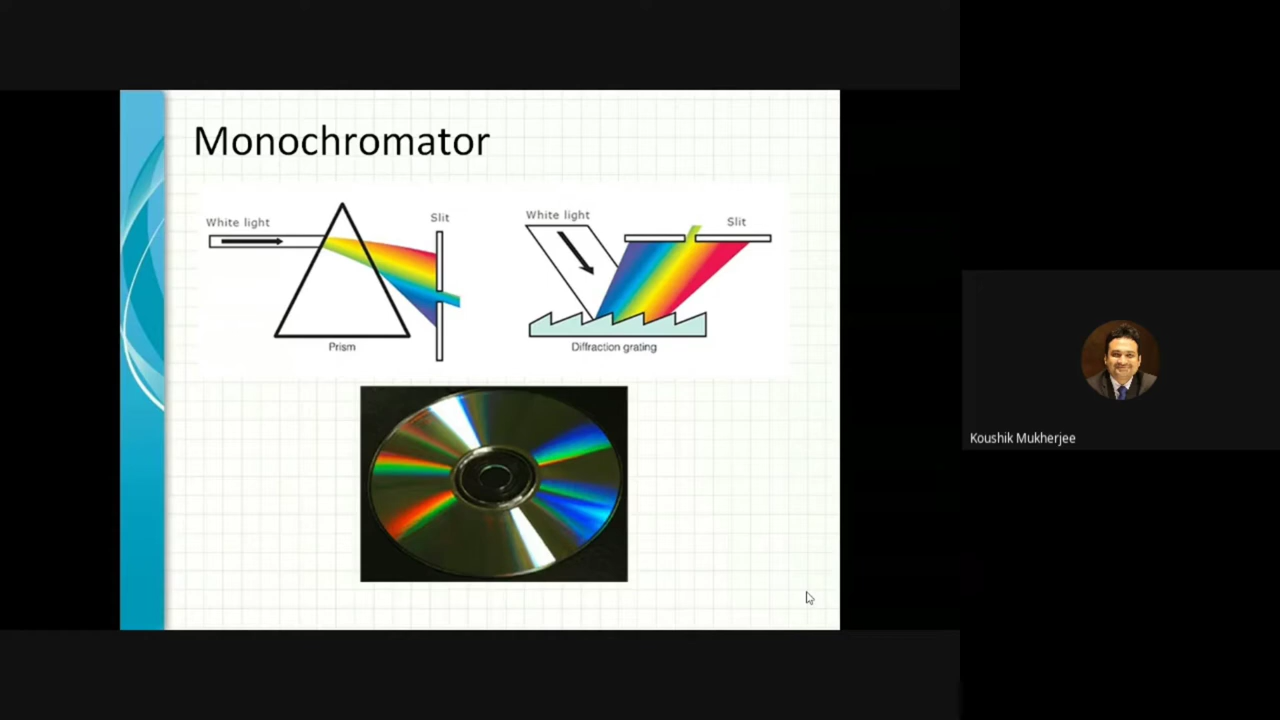 Monochromator
White light
Slit
Prism
White light
Slit
Diffraction grating
Koushik Mukherjee